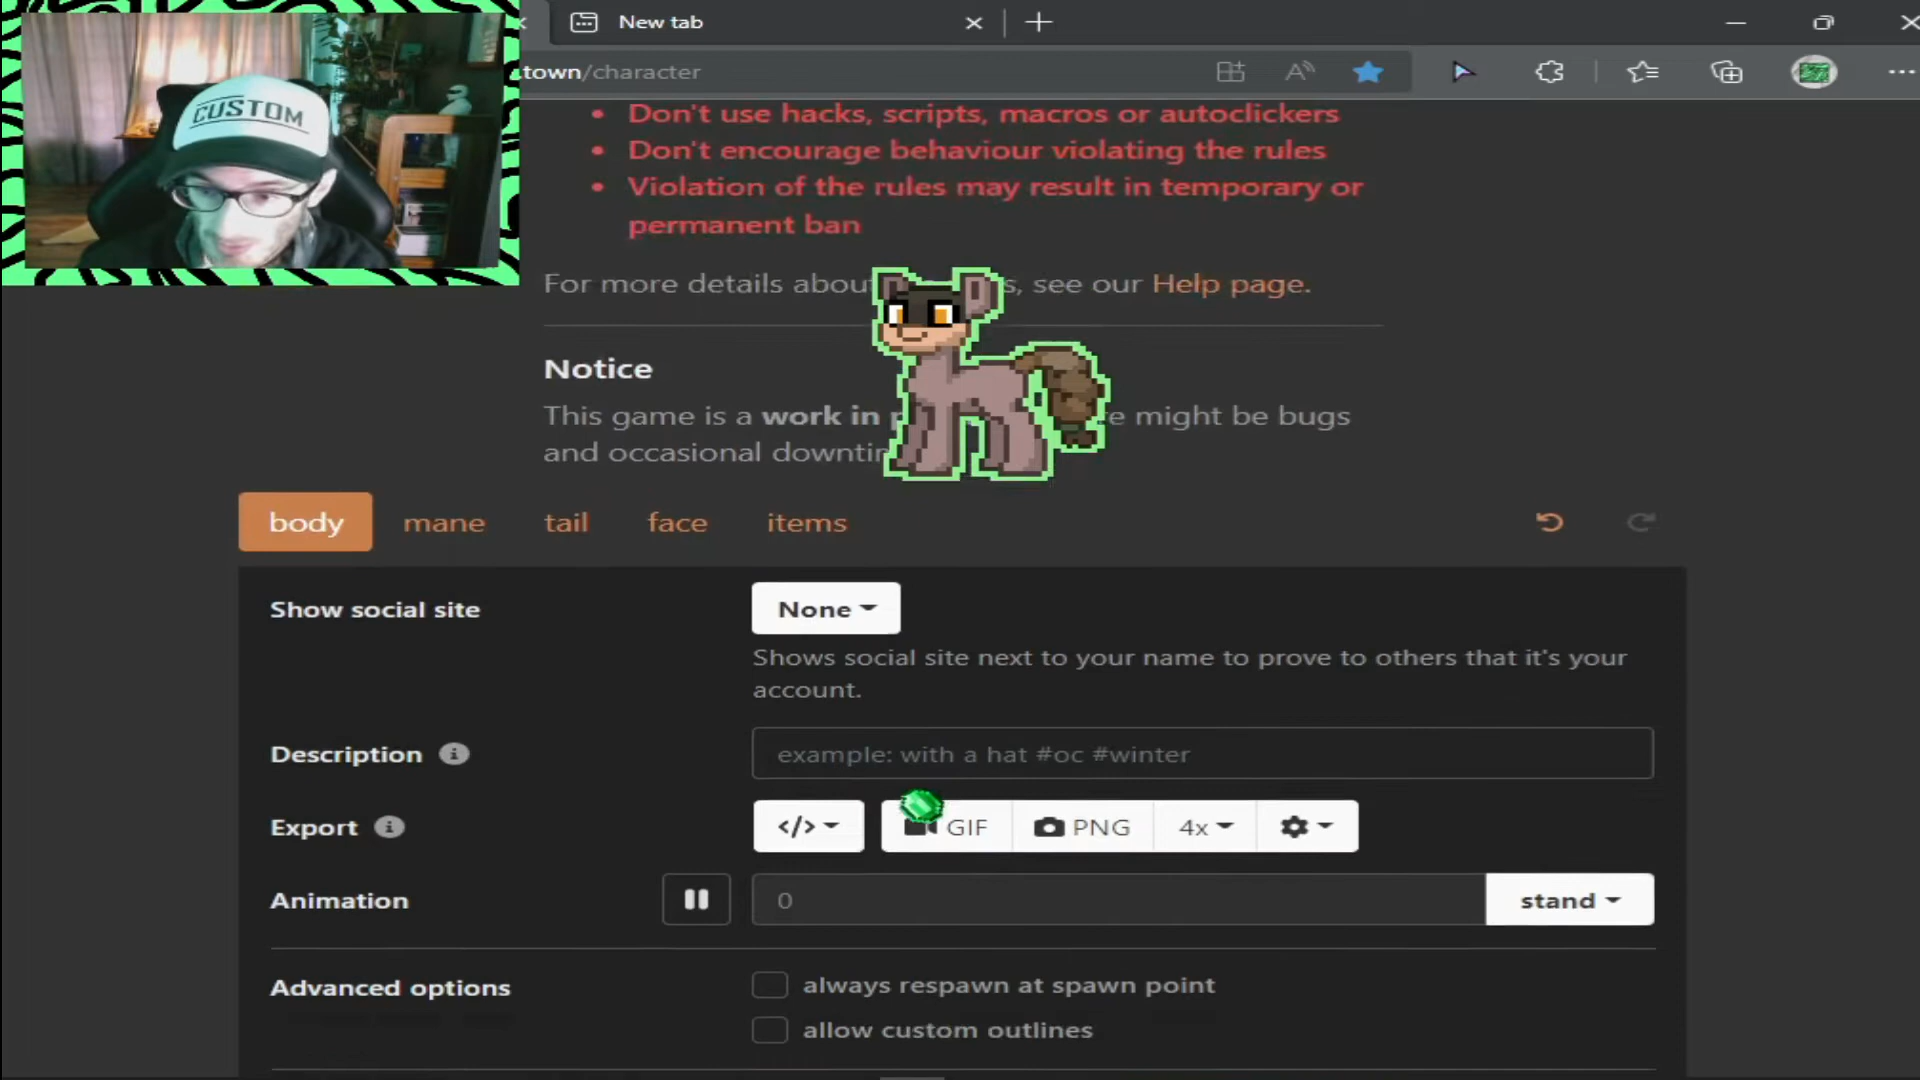 New tab
CUSTOM
.town/character
Don't use hacks, scripts, macros or autoclickers
Don't encourage behaviour violating the rules
Violation of the rules may result in temporary or
permanent ban
For more details about s, see our Help page.
Notice
This game is a work in p e might be bugs
and occasional downtim
body mane tail face items
Show social site None
Shows social site next to your name to prove to others that it's your
account.
Description example: with a hat #oc #winter
Export </> GIF PNG 4x
Animation 0 stand
Advanced options always respawn at spawn point
allow custom outlines